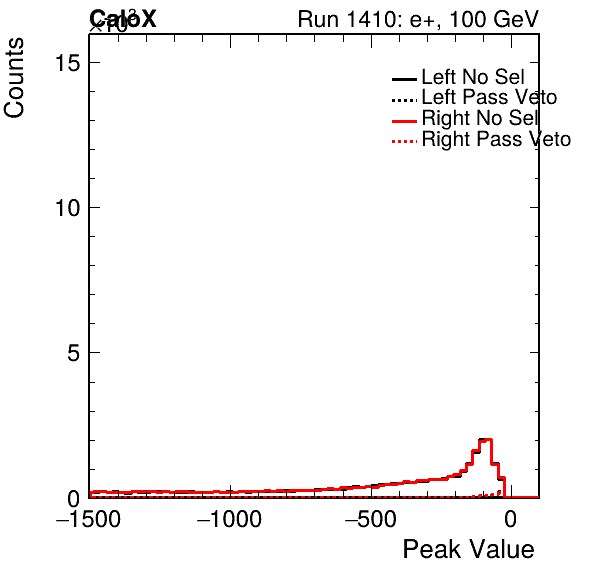 CaloX
×10³
Run 1410: e+, 100 GeV
Counts
15
10
5
0
Left No Sel
Left Pass Veto
Right No Sel
Right Pass Veto
−1500 −1000 −500 0
Peak Value